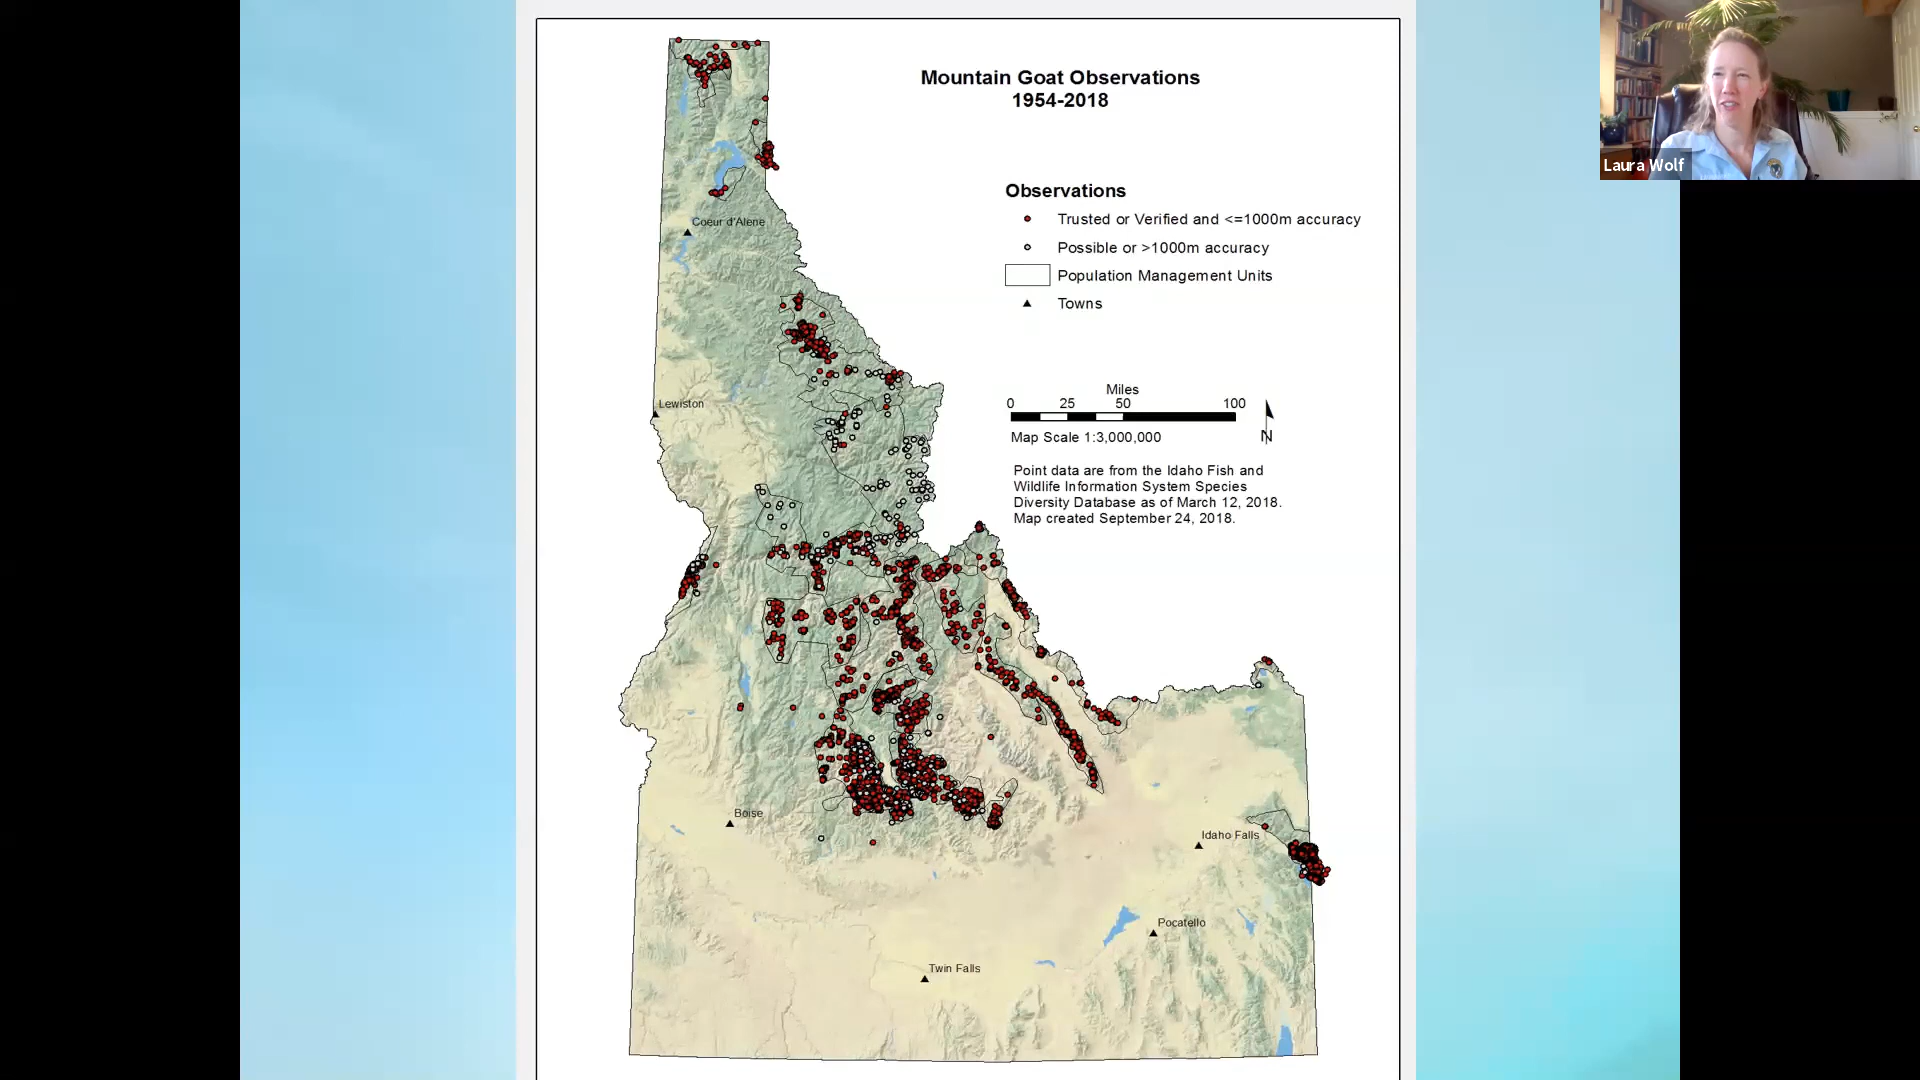 Mountain Goat Observations
1954-2018
Laura Wolf
Observations
Trusted or Verified and <=1000m accuracy
Possible or >1000m accuracy
Population Management Units
Towns
Coeur d'Alene
Miles
0 25 50 100
Map Scale 1:3,000,000
N
Lewiston
Point data are from the Idaho Fish and
Wildlife Information System Species
Diversity Database as of March 12, 2018.
Map created September 24, 2018.
Boise
Idaho Falls
Pocatello
Twin Falls